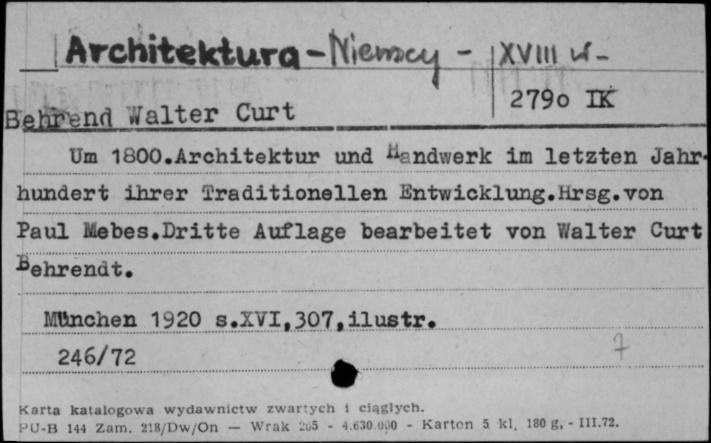 Architektura - Niemcy - XVIII w-
2790 IK
Behrend Walter Curt
Um 1800.Architektur und Handwerk im letzten Jahr-
hundert ihrer Traditionellen Entwicklung.Hrsg.von
Paul Mebes.Dritte Auflage bearbeitet von Walter Curt
Behrendt.
München 1920 s.XVI,307,ilustr.
246/72
7
Karta katalogowa wydawnictw zwartych i ciągłych.
PU-B 144 Zam. 218/Dw/On — Wrak 205 - 4.630.000 - Karton 5 kl. 180 g, - III.72.